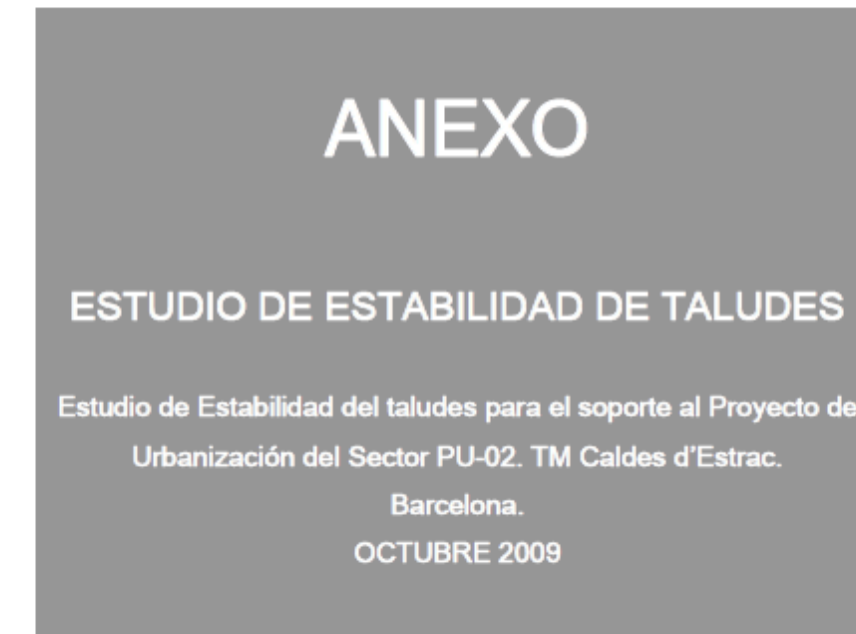 ANEXO
ESTUDIO DE ESTABILIDAD DE TALUDES
Estudio de Estabilidad del taludes para el soporte al Proyecto de
Urbanización del Sector PU-02. TM Caldes d'Estrac.
Barcelona.
OCTUBRE 2009